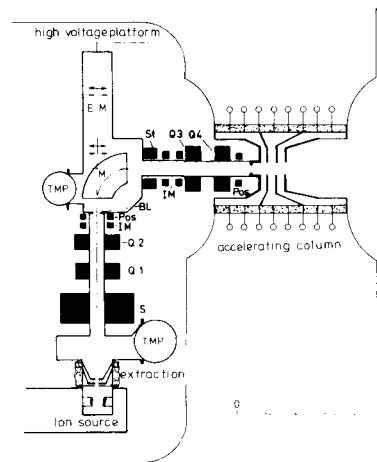 high voltage platform
E M
St Q3 Q4
M
TMP
IM
Pos
BL
Pos
IM
Q 2
accelerating column
Q 1
S
TMP
extraction
Ion source
0